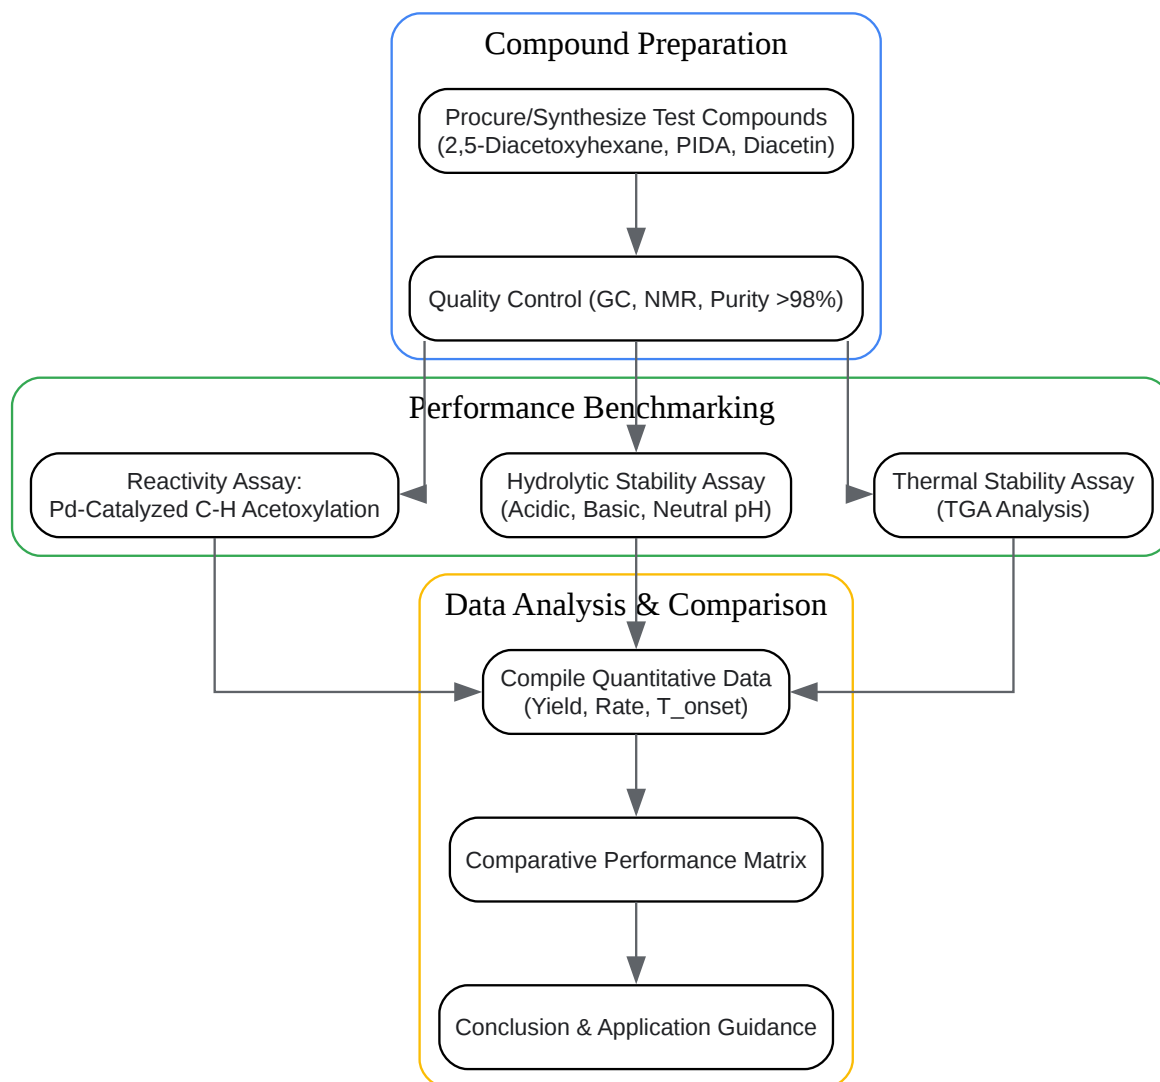 Compound Preparation
Procure/Synthesize Test Compounds
(2,5-Diacetoxyhexane, PIDA, Diacetin)
Quality Control (GC, NMR, Purity >98%)
Performance Benchmarking
Reactivity Assay:
Pd-Catalyzed C-H Acetoxylation
Hydrolytic Stability Assay
(Acidic, Basic, Neutral pH)
Thermal Stability Assay
(TGA Analysis)
Data Analysis & Comparison
Compile Quantitative Data
(Yield, Rate, T_onset)
Comparative Performance Matrix
Conclusion & Application Guidance